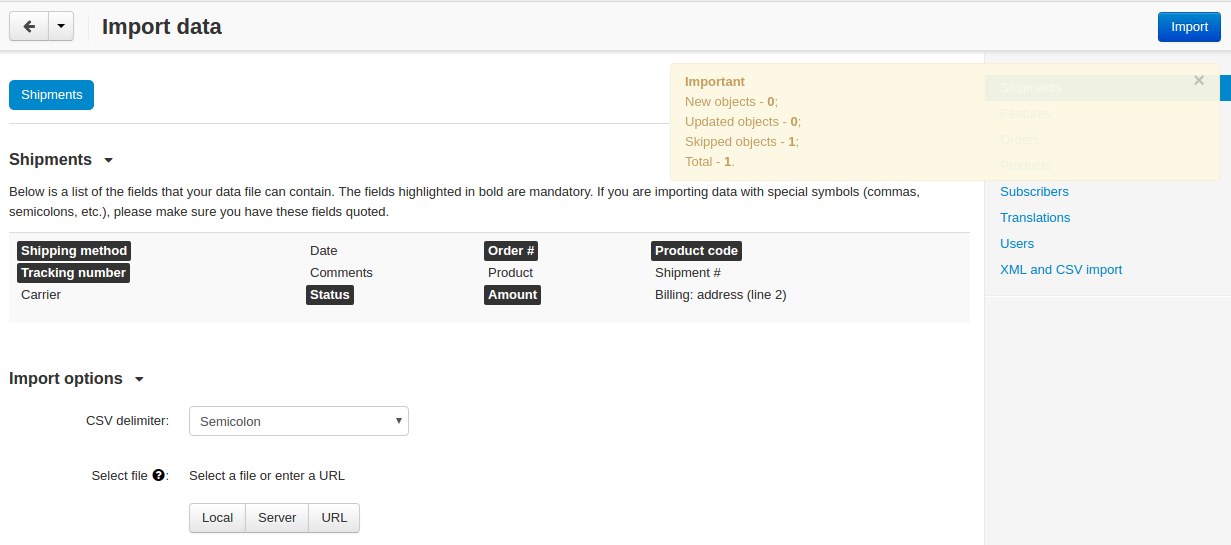 Import data
Import
Shipments
Important
New objects - 0;
Updated objects - 0;
Skipped objects - 1;
Total - 1.
Shipments
Features
Orders
Products
Subscribers
Translations
Users
XML and CSV import
Shipments
Below is a list of the fields that your data file can contain. The fields highlighted in bold are mandatory. If you are importing data with special symbols (commas,
semicolons, etc.), please make sure you have these fields quoted.
Shipping method Date Order # Product code
Tracking number Comments Product Shipment #
Carrier Status Amount Billing: address (line 2)
Import options
CSV delimiter: Semicolon
Select file ?: Select a file or enter a URL
Local Server URL